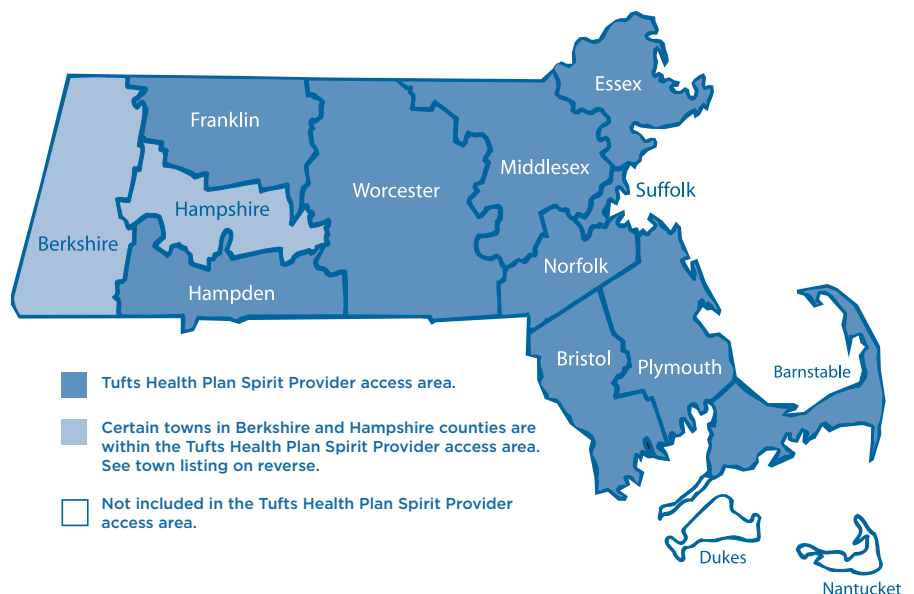 Essex
Franklin
Middlesex
Worcester
Suffolk
Hampshire
Berkshire
Norfolk
Hampden
Bristol
Plymouth
Barnstable
Tufts Health Plan Spirit Provider access area.
Certain towns in Berkshire and Hampshire counties are
within the Tufts Health Plan Spirit Provider access area.
See town listing on reverse.
Not included in the Tufts Health Plan Spirit Provider
access area.
Dukes
Nantucket